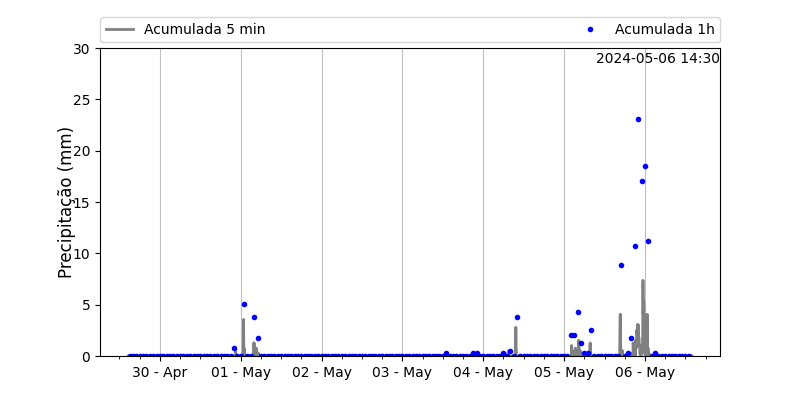 Acumulada 5 min
Acumulada 1h
2024-05-06 14:30
Precipitação (mm)
30
25
20
15
10
5
0
30 - Apr
01 - May
02 - May
03 - May
04 - May
05 - May
06 - May